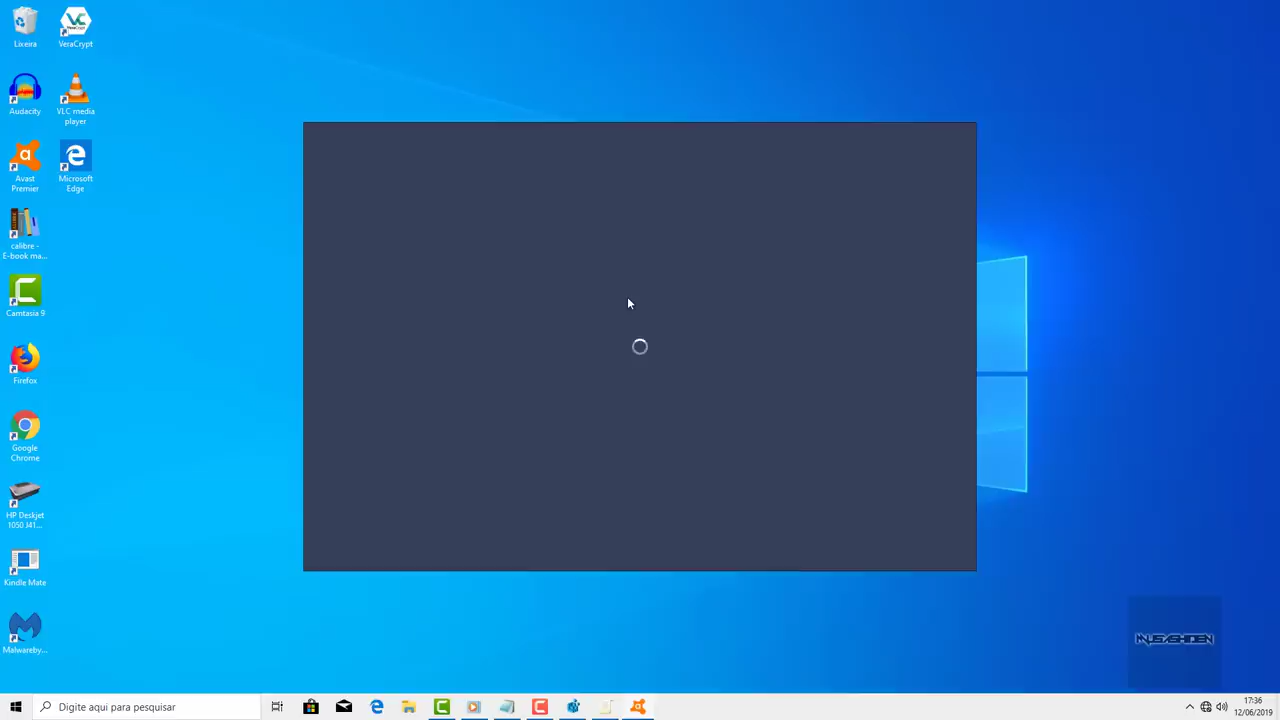 Lixeira
VeraCrypt
Audacity
VLC media
player
Avast
Premier
Microsoft
Edge
calibre -
E-book ma...
Camtasia 9
Firefox
Google
Chrome
HP Deskjet
1050 J41...
Kindle Mate
Malwareby...
Digite aqui para pesquisar
17:36
12/06/2019